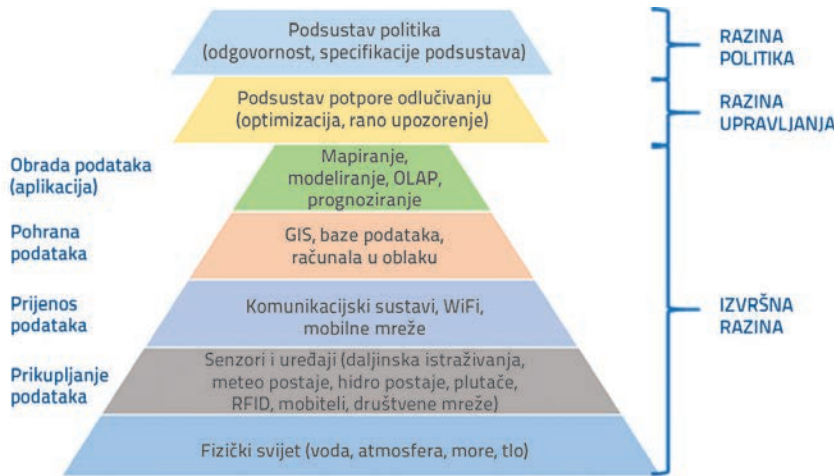 Podsustav politika
(odgovornost, specifikacije podsustava)
RAZINA
POLITIKA
Podsustav potpore odlučivanju
(optimizacija, rano upozorenje)
RAZINA
UPRAVLJANJA
Obrada podataka
(aplikacija)
Mapiranje,
modeliranje, OLAP,
prognoziranje
Pohrana
podataka
GIS, baze podataka,
računala u oblaku
Prijenos
podataka
Komunikacijski sustavi, WiFi,
mobilne mreže
IZVRŠNA
RAZINA
Prikupljanje
podataka
Senzori i uređaji (daljinska istraživanja,
meteo postaje, hidro postaje, plutače,
RFID, mobiteli, društvene mreže)
Fizički svijet (voda, atmosfera, more, tlo)